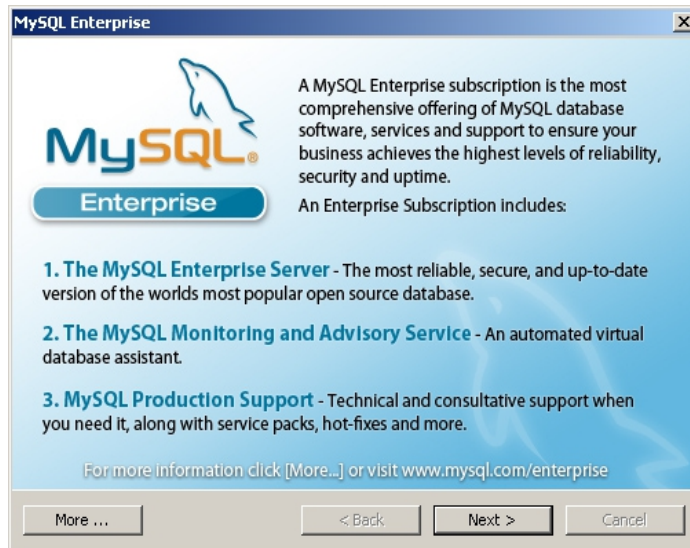 MySQL Enterprise
MySQL®
Enterprise
A MySQL Enterprise subscription is the most
comprehensive offering of MySQL database
software, services and support to ensure your
business achieves the highest levels of reliability,
security and uptime.
An Enterprise Subscription includes:
1. The MySQL Enterprise Server - The most reliable, secure, and up-to-date
version of the worlds most popular open source database.
2. The MySQL Monitoring and Advisory Service - An automated virtual
database assistant.
3. MySQL Production Support - Technical and consultative support when
you need it, along with service packs, hot-fixes and more.
For more information click [More...] or visit www.mysql.com/enterprise
More ...
< Back
Next >
Cancel